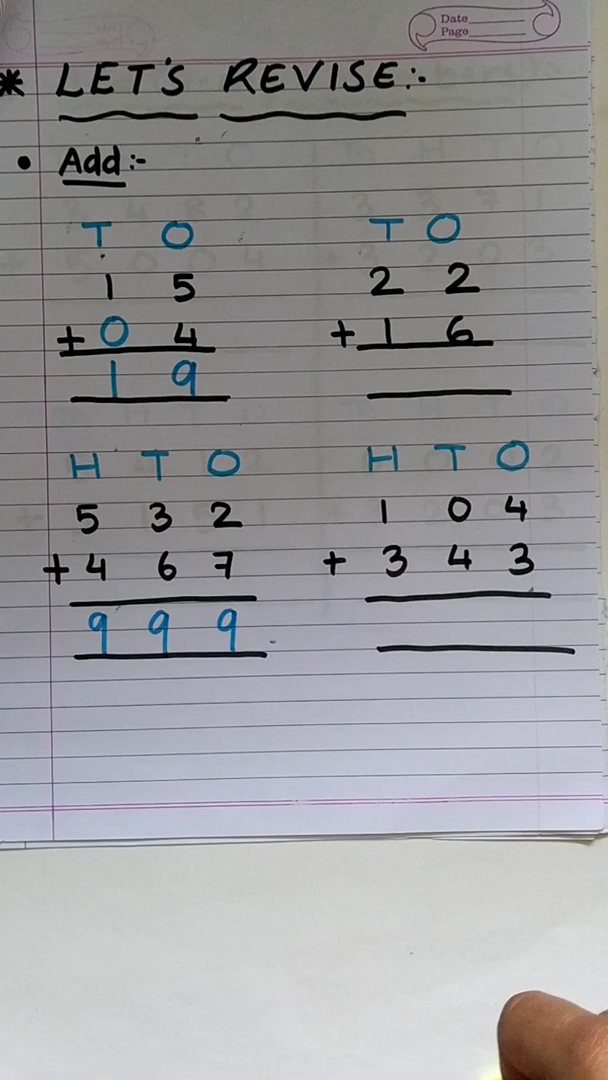 Date
Page
* LET'S REVISE:-
• Add:-
T O T O
1 5 2 2
+ 0 4 + 1 6
1 9
H T O H T O
5 3 2 1 0 4
+ 4 6 7 + 3 4 3
9 9 9